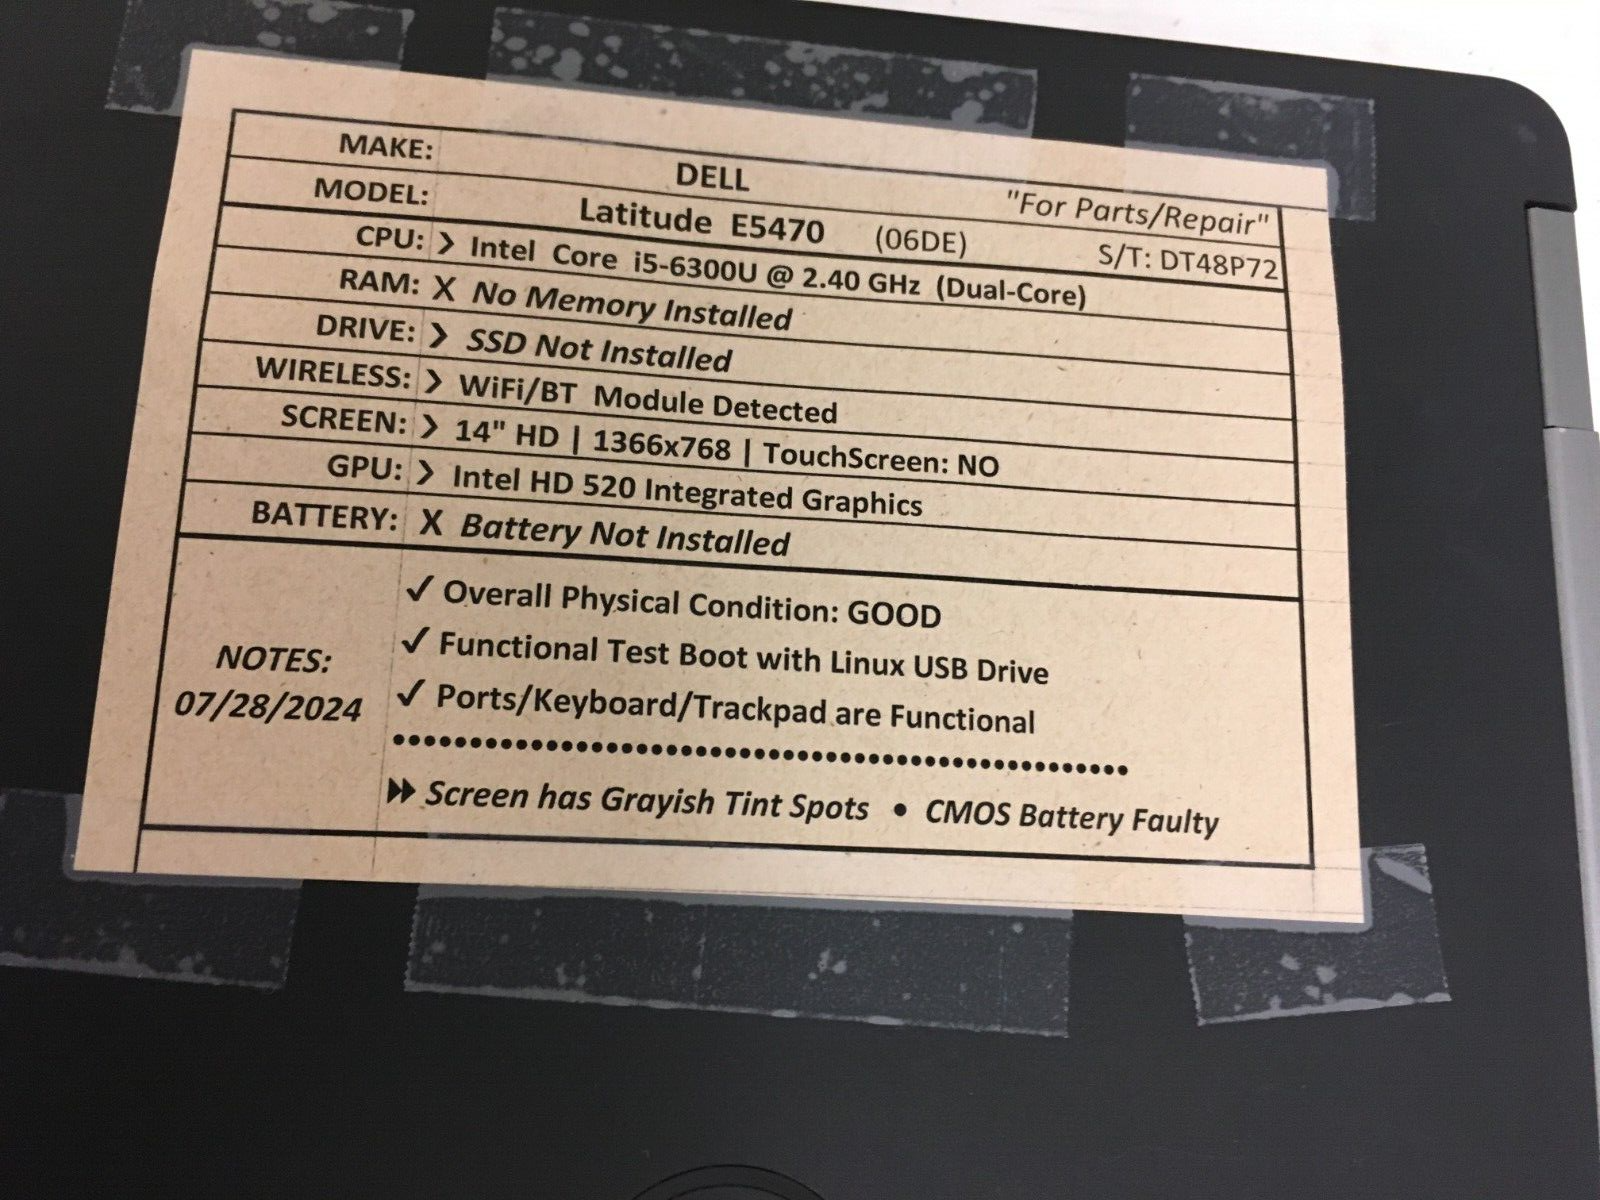 MAKE: DELL "For Parts/Repair"
MODEL: Latitude E5470 (06DE) S/T: DT48P72
CPU: > Intel Core i5-6300U @ 2.40 GHz (Dual-Core)
RAM: X No Memory Installed
DRIVE: > SSD Not Installed
WIRELESS: > WiFi/BT Module Detected
SCREEN: > 14" HD | 1366x768 | TouchScreen: NO
GPU: > Intel HD 520 Integrated Graphics
BATTERY: X Battery Not Installed
NOTES:
07/28/2024
✓ Overall Physical Condition: GOOD
✓ Functional Test Boot with Linux USB Drive
✓ Ports/Keyboard/Trackpad are Functional
Screen has Grayish Tint Spots • CMOS Battery Faulty